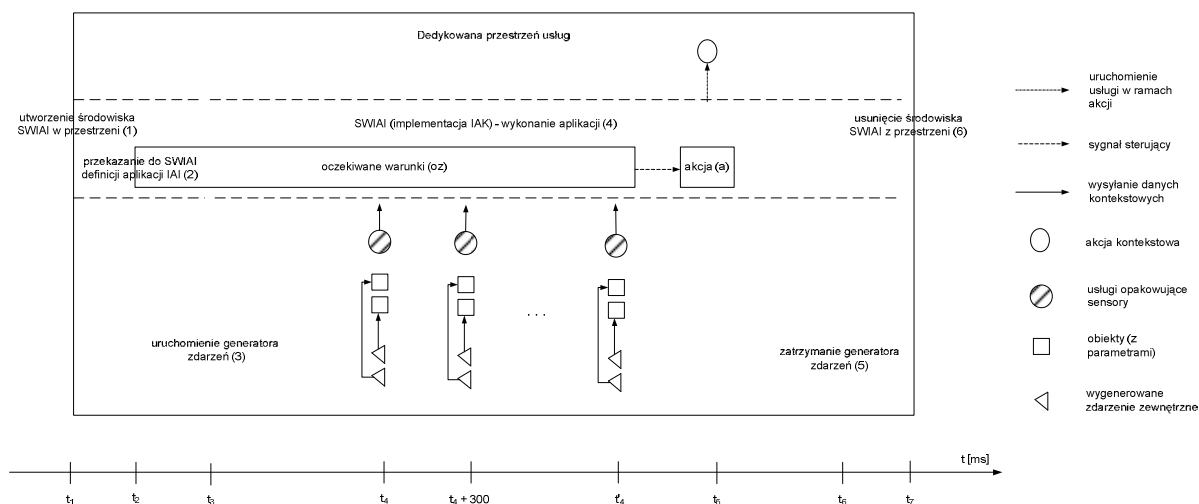 Dedykowana przestrzeń usług
utworzenie środowiska
SWIAI w przestrzeni (1)
SWIAI (implementacja IAK) - wykonanie aplikacji (4)
usunięcie środowiska
SWIAI z przestrzeni (6)
przekazanie do SWIAI
definicji aplikacji IAI (2)
oczekiwane warunki (oz)
akcja (a)
. . .
uruchomienie generatora
zdarzeń (3)
zatrzymanie generatora
zdarzeń (5)
uruchomienie
usługi w ramach
akcji
sygnał sterujący
wysyłanie danych
kontekstowych
akcja kontekstowa
usługi opakowujące
sensory
obiekty (z
parametrami)
wygenerowane
zdarzenie zewnętrzne
t [ms]
t1 t2 t3 t4 t4 + 300 t'4 t5 t6 t7